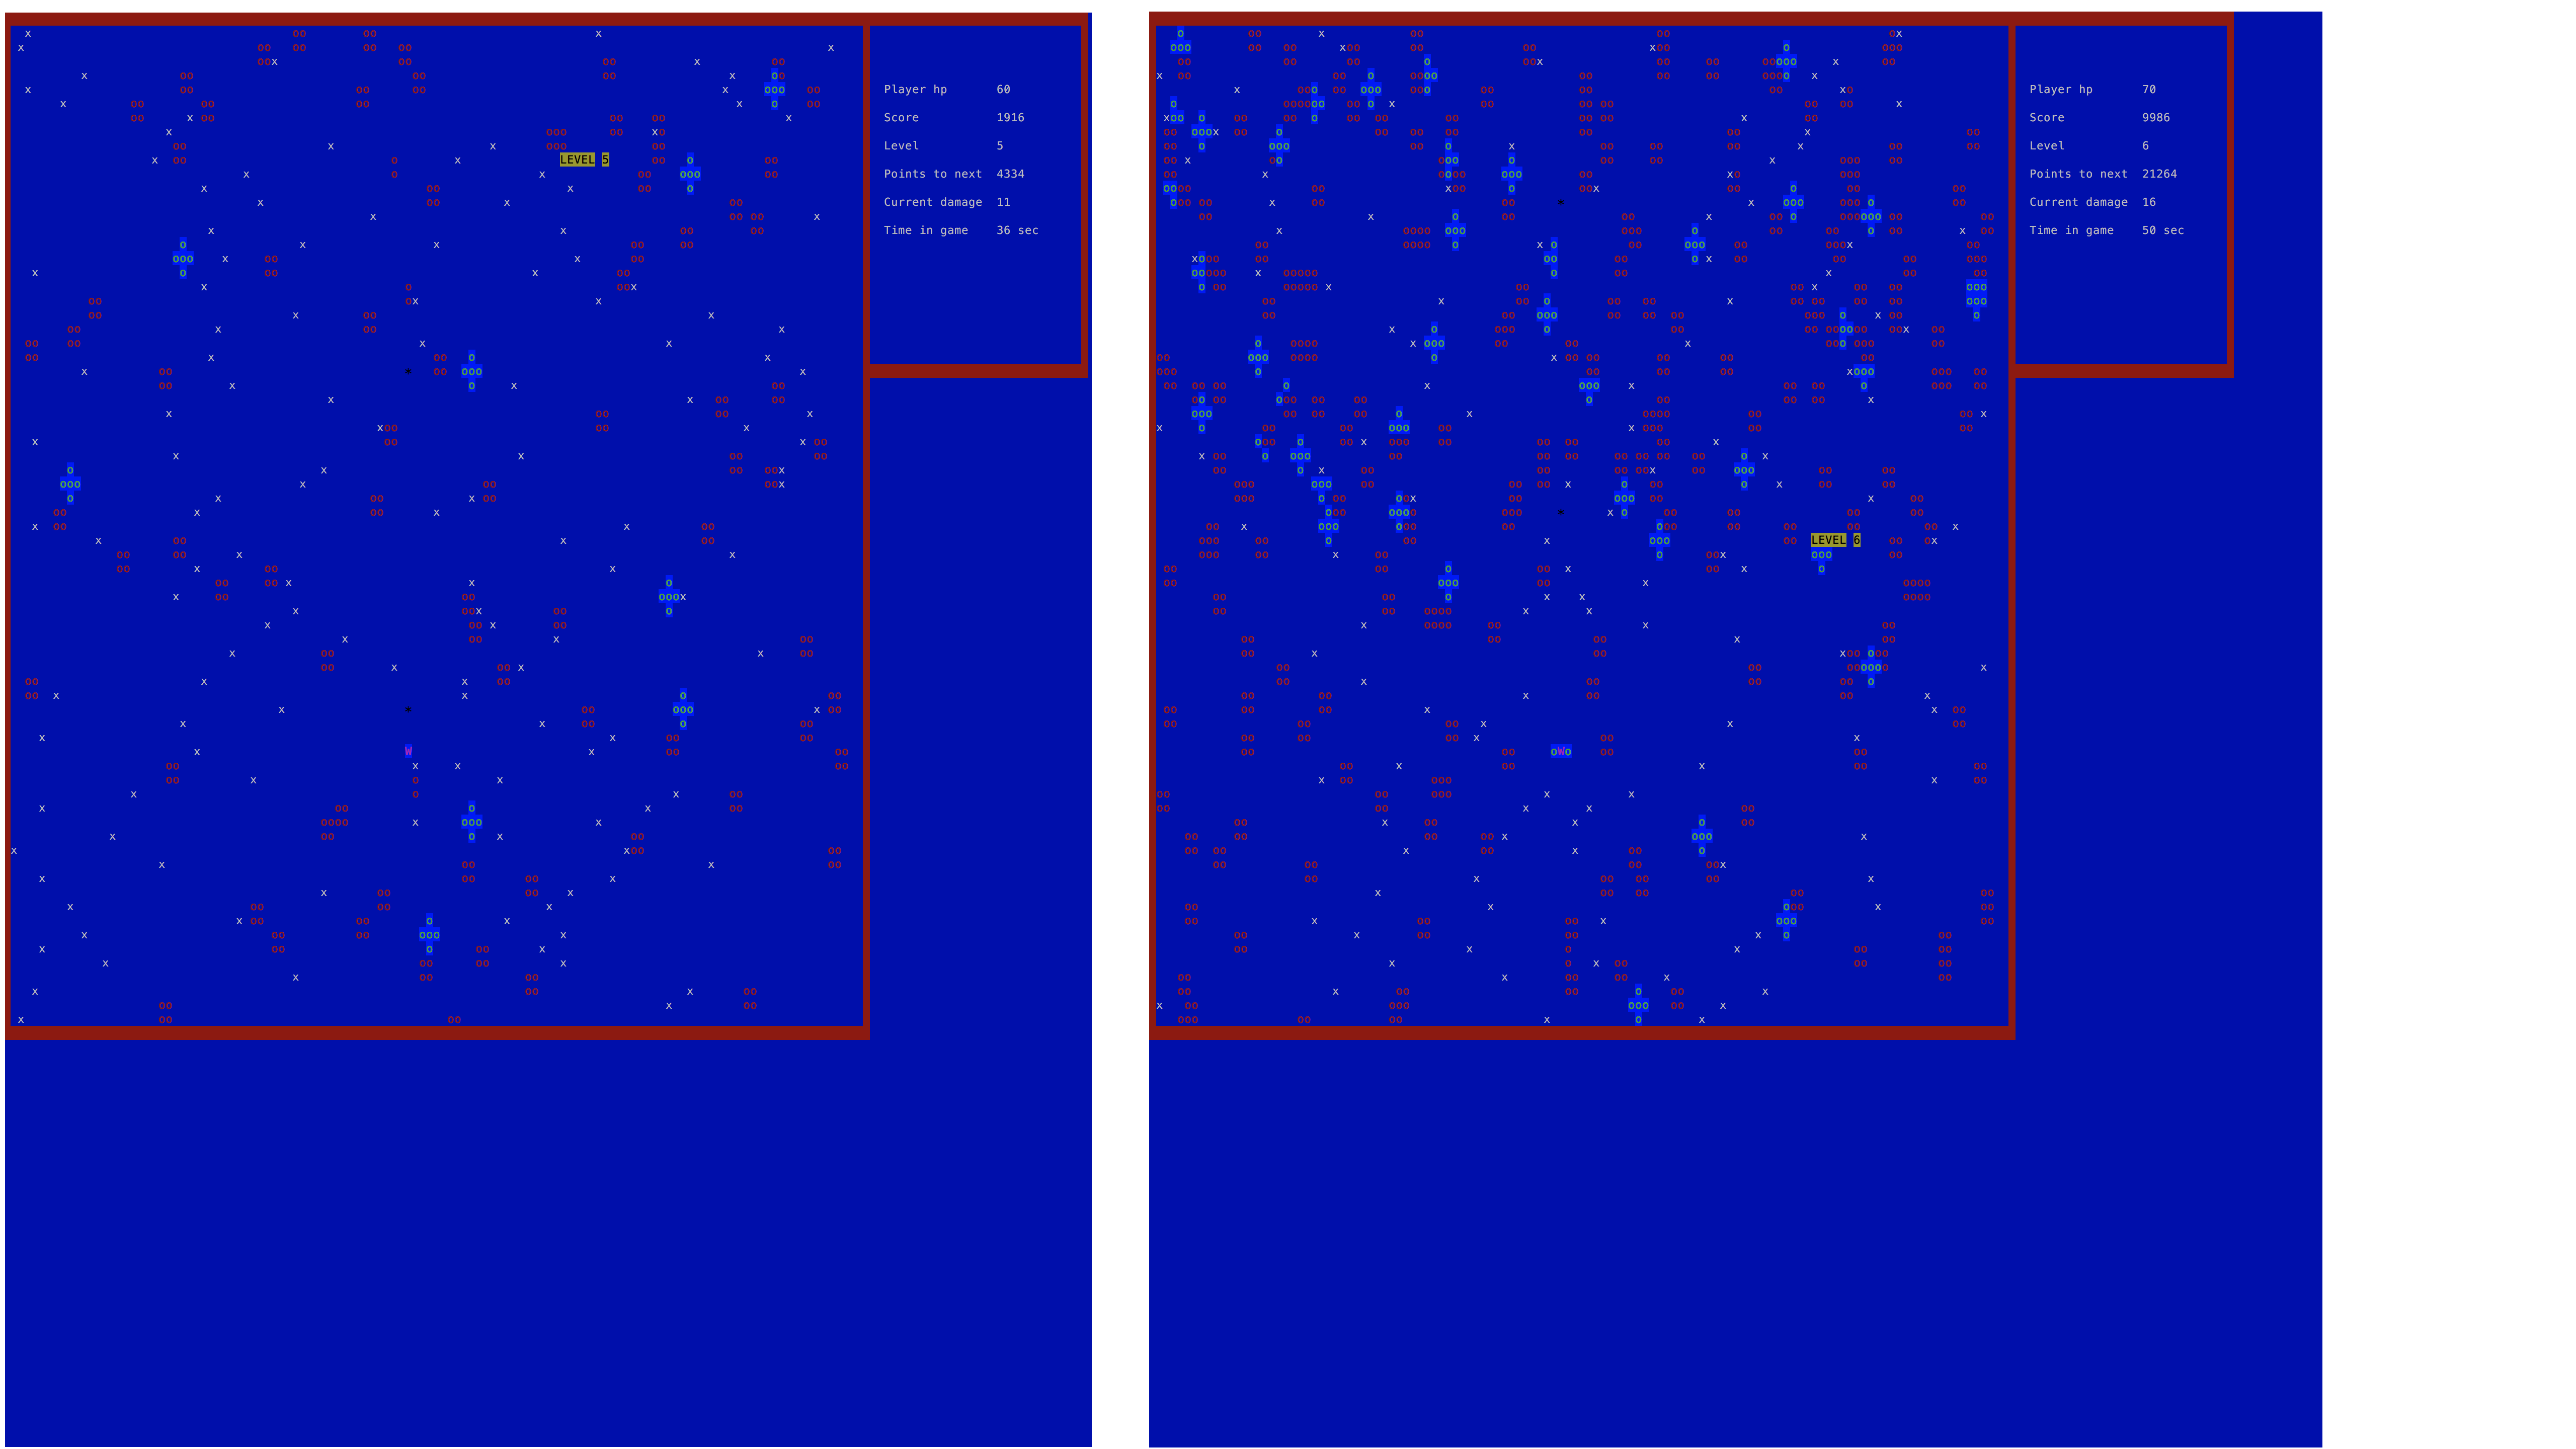 Player hp 60
Score 1916
Level 5
Points to next 4334
Current damage 11
Time in game 36 sec
LEVEL 5
W
Player hp 70
Score 9986
Level 6
Points to next 21264
Current damage 16
Time in game 50 sec
LEVEL 6
oWo